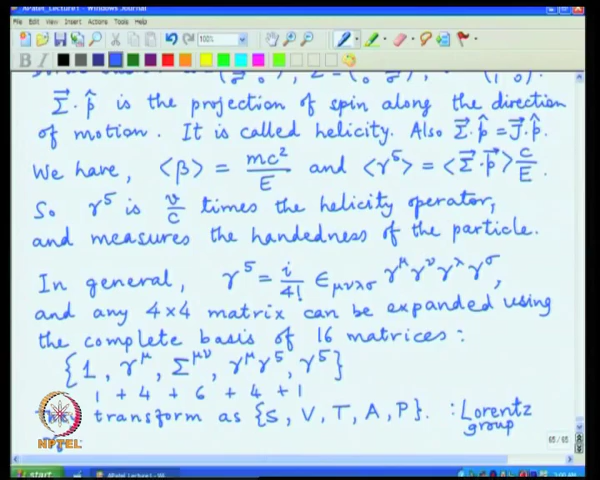 APatel_Lecture1 - Windows Journal
File Edit View Insert Actions Tools Help
100%
B I
Σ⃗·p̂ is the projection of spin along the direction
of motion. It is called helicity. Also Σ⃗·p̂ = J⃗·p̂.
We have, ⟨β⟩ = mc²/E and ⟨γ⁵⟩ = ⟨Σ⃗·p⃗⟩ c/E.
So γ⁵ is v/c times the helicity operator,
and measures the handedness of the particle.
In general, γ⁵ = i/4! ε_μνλσ γ^μ γ^ν γ^λ γ^σ,
and any 4×4 matrix can be expanded using
the complete basis of 16 matrices:
{1, γ^μ, Σ^μν, γ^μγ⁵, γ⁵}
1 + 4 + 6 + 4 + 1
They transform as {S, V, T, A, P}. : Lorentz
group
NPTEL
65/65
start
APatel_Lecture1 - Wi...